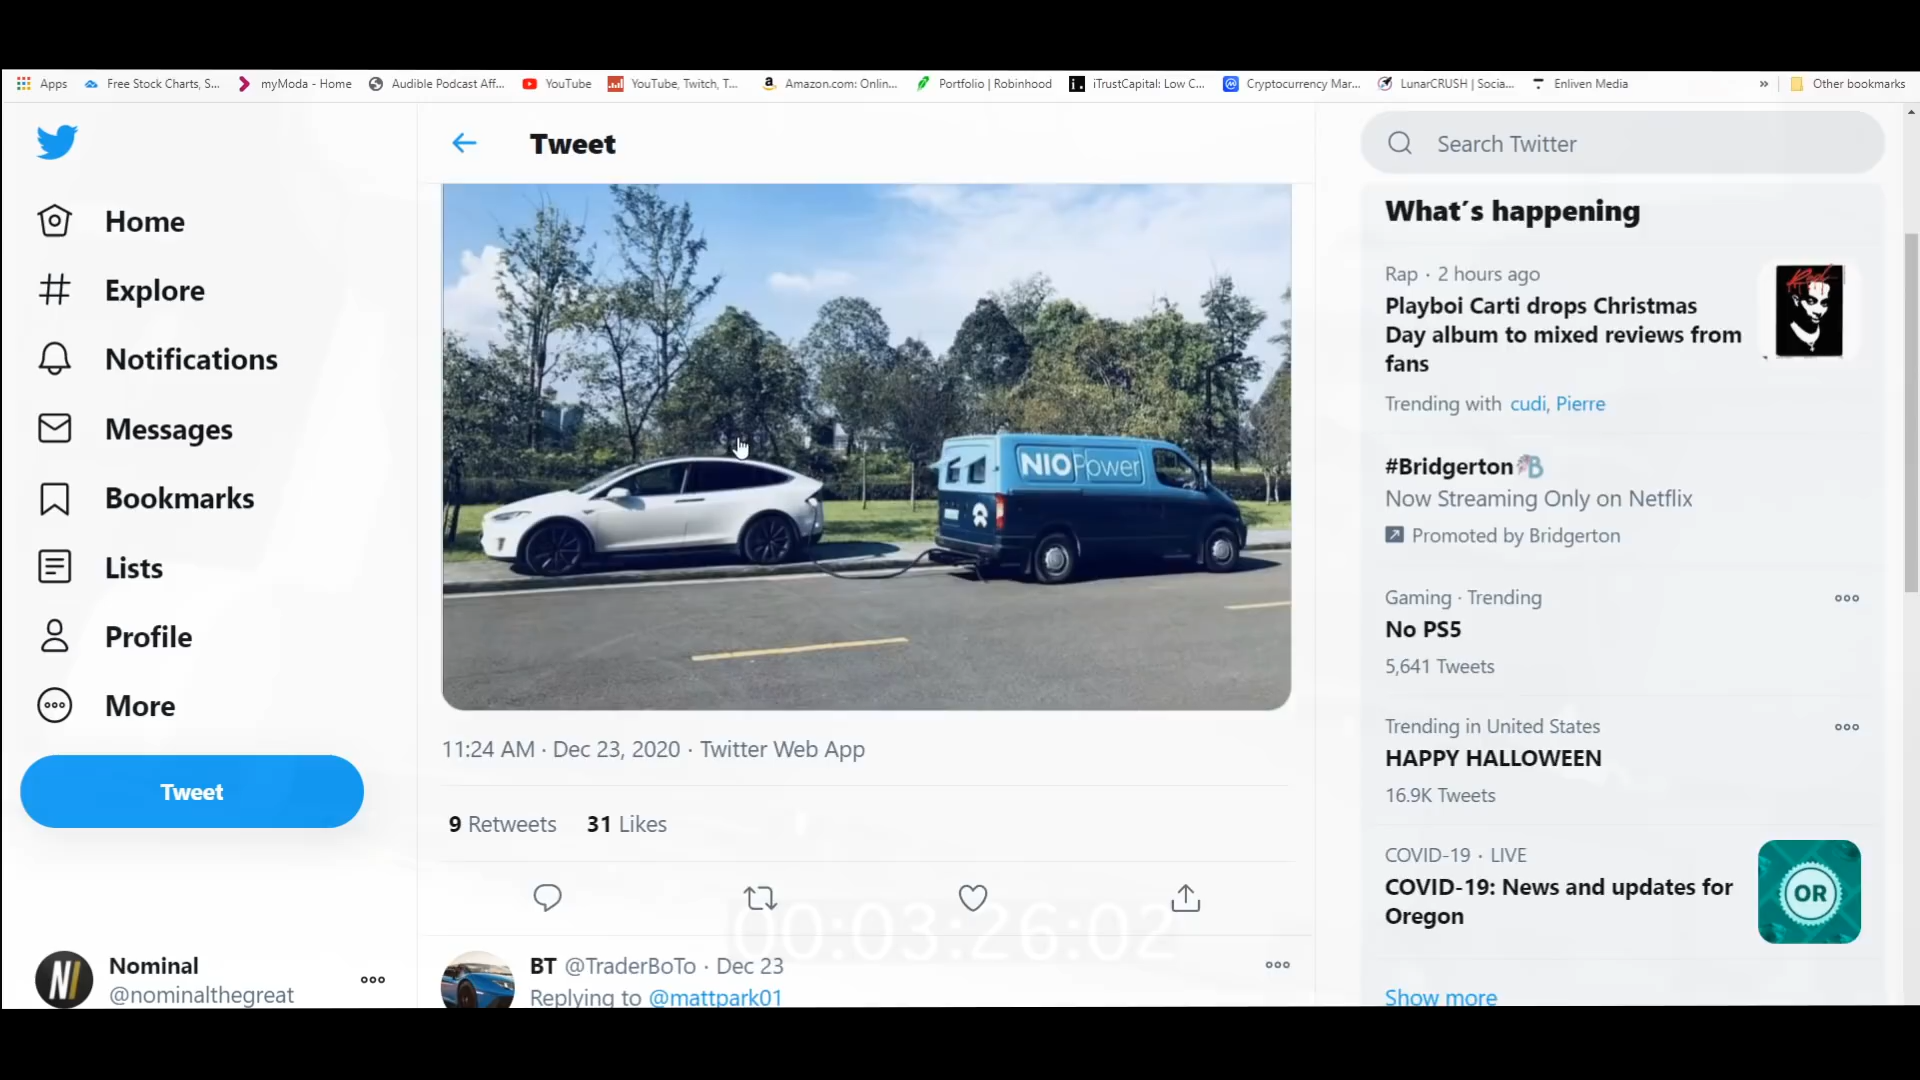 Apps
Free Stock Charts, S...
myModa - Home
Audible Podcast Aff...
YouTube
YouTube, Twitch, T...
Amazon.com: Onlin...
Portfolio | Robinhood
iTrustCapital: Low C...
Cryptocurrency Mar...
LunarCRUSH | Socia...
Enliven Media
»
Other bookmarks
Home
Explore
Notifications
Messages
Bookmarks
Lists
Profile
More
Tweet
Nominal
@nominalthegreat
Tweet
NIOPower
11:24 AM · Dec 23, 2020 · Twitter Web App
9 Retweets 31 Likes
00:03:26:02
BT @TraderBoTo · Dec 23
Replying to @mattpark01
Search Twitter
What's happening
Rap · 2 hours ago
Playboi Carti drops Christmas
Day album to mixed reviews from
fans
Trending with cudi, Pierre
#Bridgerton
Now Streaming Only on Netflix
Promoted by Bridgerton
Gaming · Trending
No PS5
5,641 Tweets
Trending in United States
HAPPY HALLOWEEN
16.9K Tweets
COVID-19 · LIVE
COVID-19: News and updates for
Oregon
OR
Show more